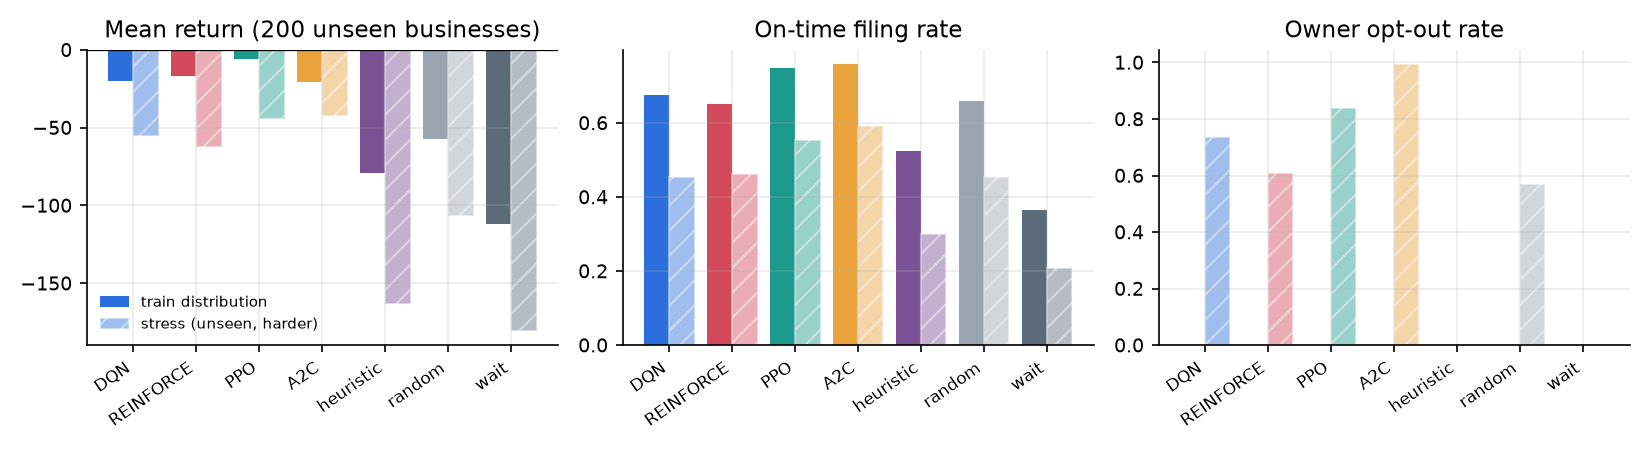 Mean return (200 unseen businesses)
0
−50
−100
−150
train distribution
stress (unseen, harder)
DQN
REINFORCE
PPO
A2C
heuristic
random
wait
On-time filing rate
0.6
0.4
0.2
0.0
DQN
REINFORCE
PPO
A2C
heuristic
random
wait
Owner opt-out rate
1.0
0.8
0.6
0.4
0.2
0.0
DQN
REINFORCE
PPO
A2C
heuristic
random
wait